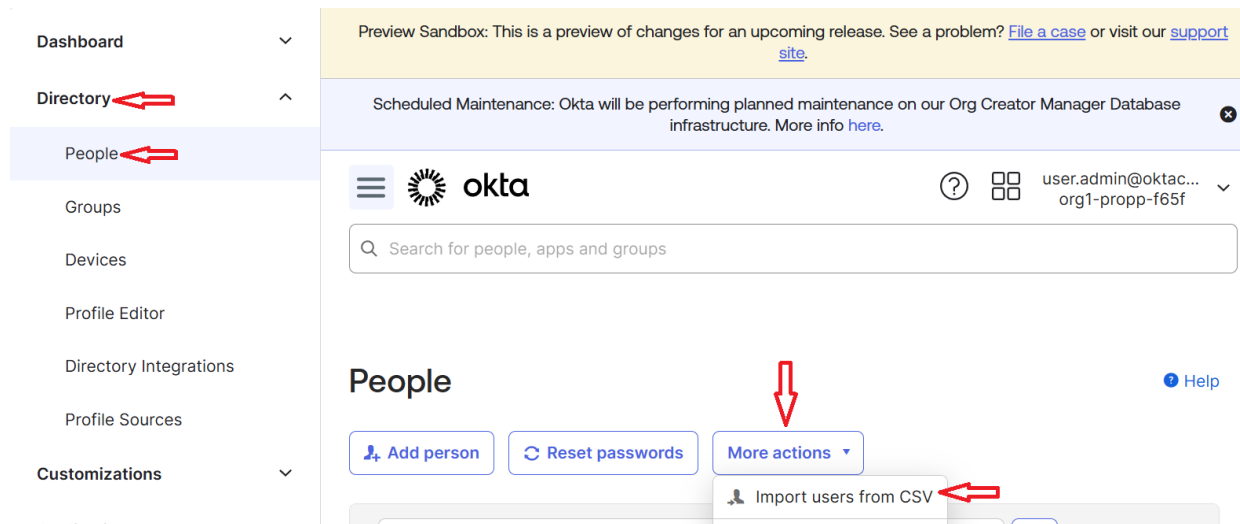 Dashboard
Directory
People
Groups
Devices
Profile Editor
Directory Integrations
Profile Sources
Customizations
Preview Sandbox: This is a preview of changes for an upcoming release. See a problem? File a case or visit our support
site.
Scheduled Maintenance: Okta will be performing planned maintenance on our Org Creator Manager Database
infrastructure. More info here.
okta
user.admin@oktac...
org1-propp-f65f
Search for people, apps and groups
People
Help
Add person
Reset passwords
More actions
Import users from CSV